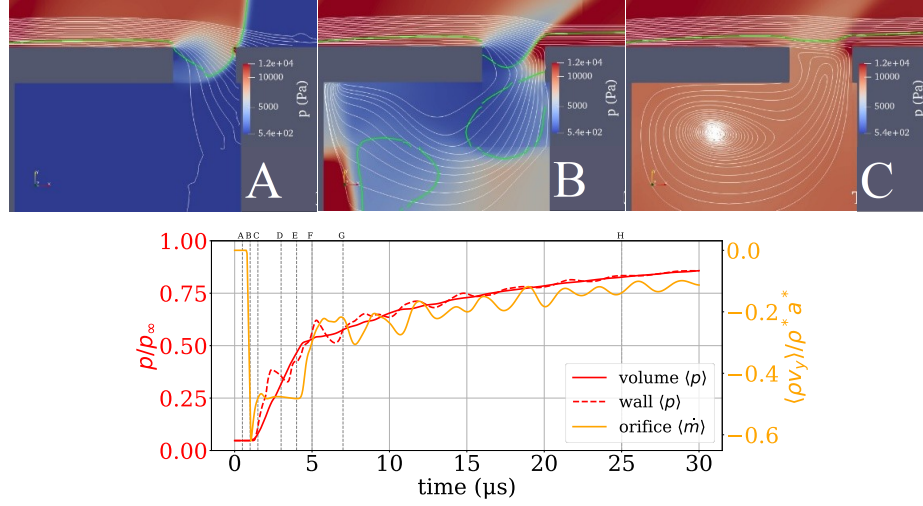 1.2e+04
10000
5000
5.4e+02
p (Pa)
A
1.2e+04
10000
5000
5.4e+02
p (Pa)
B
1.2e+04
10000
5000
5.4e+02
p (Pa)
C
A B C D E F G H
1.00
0.75
0.50
0.25
0.00
p/p∞
0.0
−0.2
−0.4
−0.6
⟨ρv_y⟩/ρ*a*
volume ⟨p⟩
wall ⟨p⟩
orifice ⟨ṁ⟩
0 5 10 15 20 25 30
time (μs)